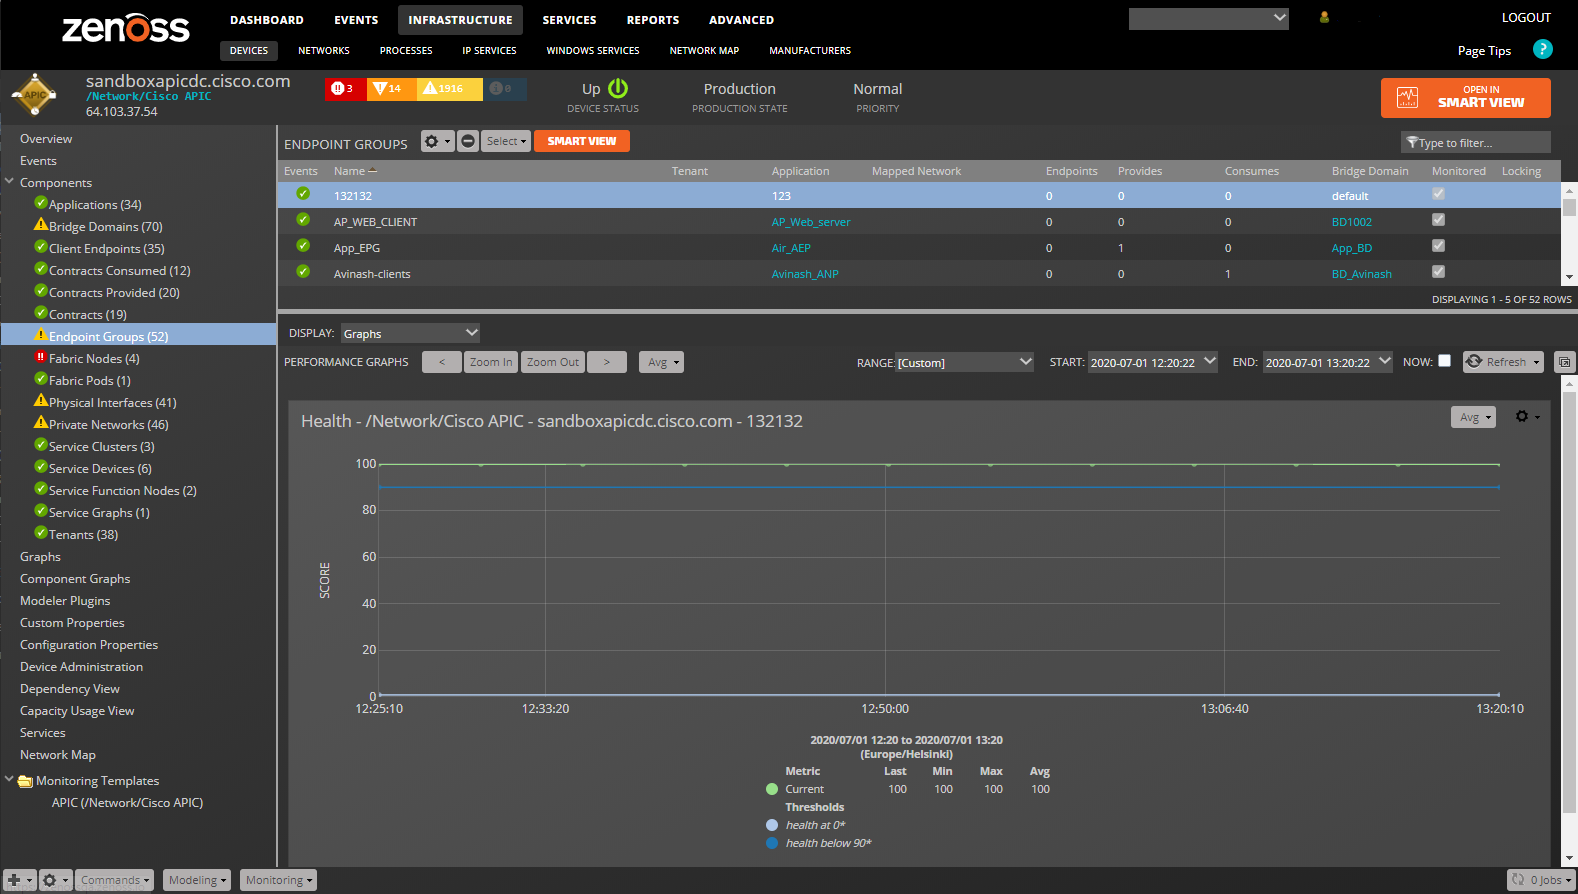 zenoss
DASHBOARD EVENTS INFRASTRUCTURE SERVICES REPORTS ADVANCED
LOGOUT
DEVICES NETWORKS PROCESSES IP SERVICES WINDOWS SERVICES NETWORK MAP MANUFACTURERS
Page Tips ?
APIC
sandboxapicdc.cisco.com
/Network/Cisco APIC
64.103.37.54
3 14 1916 0
Up
DEVICE STATUS
Production
PRODUCTION STATE
Normal
PRIORITY
OPEN IN
SMART VIEW
Overview
Events
Components
Applications (34)
Bridge Domains (70)
Client Endpoints (35)
Contracts Consumed (12)
Contracts Provided (20)
Contracts (19)
Endpoint Groups (52)
Fabric Nodes (4)
Fabric Pods (1)
Physical Interfaces (41)
Private Networks (46)
Service Clusters (3)
Service Devices (6)
Service Function Nodes (2)
Service Graphs (1)
Tenants (38)
Graphs
Component Graphs
Modeler Plugins
Custom Properties
Configuration Properties
Device Administration
Dependency View
Capacity Usage View
Services
Network Map
Monitoring Templates
APIC (/Network/Cisco APIC)
ENDPOINT GROUPS Select SMART VIEW Type to filter...
Events Name Tenant Application Mapped Network Endpoints Provides Consumes Bridge Domain Monitored Locking
132132 123 0 0 0 default
AP_WEB_CLIENT AP_Web_server 0 0 0 BD1002
App_EPG Air_AEP 0 1 0 App_BD
Avinash-clients Avinash_ANP 0 0 1 BD_Avinash
DISPLAYING 1 - 5 OF 52 ROWS
DISPLAY: Graphs
PERFORMANCE GRAPHS < Zoom In Zoom Out > Avg RANGE: [Custom] START: 2020-07-01 12:20:22 END: 2020-07-01 13:20:22 NOW: Refresh
Health - /Network/Cisco APIC - sandboxapicdc.cisco.com - 132132 Avg
SCORE
100
80
60
40
20
0
12:25:10 12:33:20 12:50:00 13:06:40 13:20:10
2020/07/01 12:20 to 2020/07/01 13:20
(Europe/Helsinki)
Metric Last Min Max Avg
Current 100 100 100 100
Thresholds
health at 0*
health below 90*
Commands Modeling Monitoring 0 Jobs